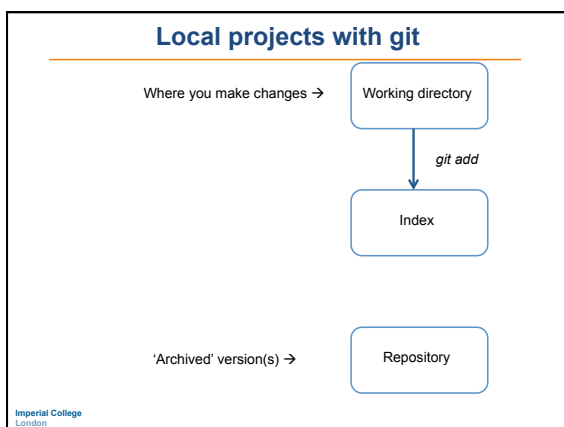 Local projects with git
Where you make changes →
Working directory
git add
Index
'Archived' version(s) →
Repository
Imperial College
London